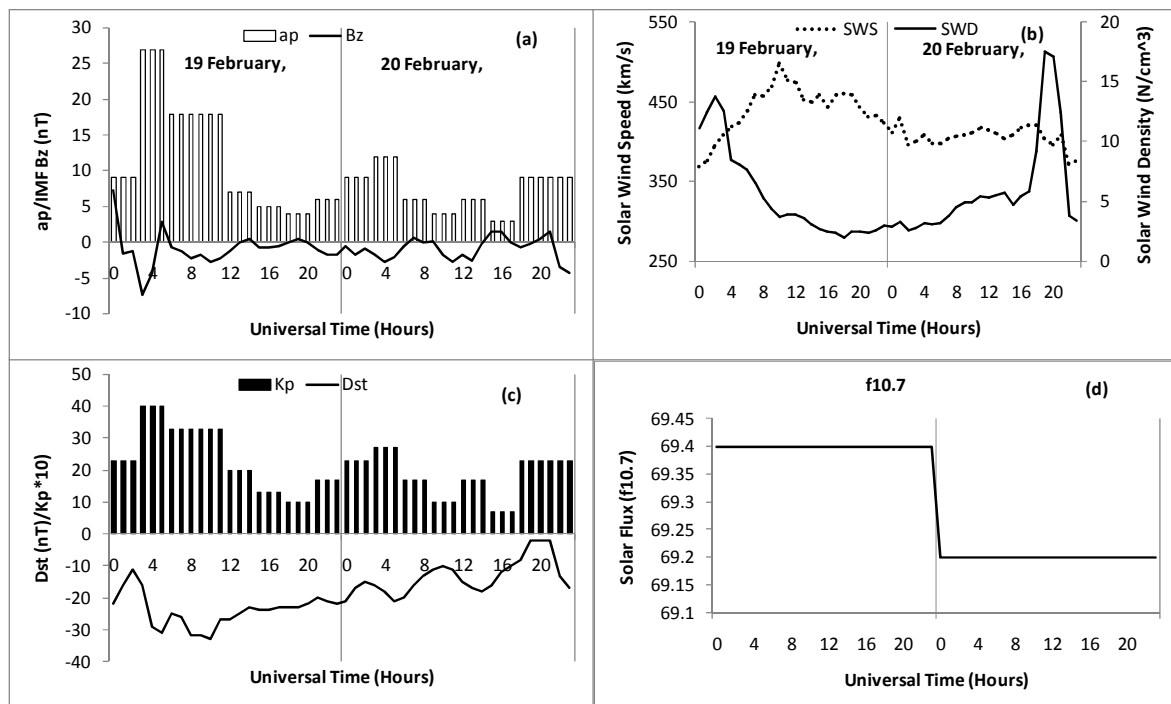 ap Bz (a)
19 February, 20 February,
30
25
20
15
10
5
0
-5
-10
ap/IMF Bz (nT)
0 4 8 12 16 20 0 4 8 12 16 20
Universal Time (Hours)
SWS SWD (b)
19 February, 20 February,
550
450
350
250
Solar Wind Speed (km/s)
20
15
10
5
0
Solar Wind Density (N/cm^3)
0 4 8 12 16 20 0 4 8 12 16 20
Universal Time (Hours)
Kp Dst (c)
50
40
30
20
10
0
-10
-20
-30
-40
Dst (nT)/Kp *10
0 4 8 12 16 20 0 4 8 12 16 20
Universal Time (Hours)
f10.7 (d)
69.45
69.4
69.35
69.3
69.25
69.2
69.15
69.1
Solar Flux (f10.7)
0 4 8 12 16 20 0 4 8 12 16 20
Universal Time (Hours)